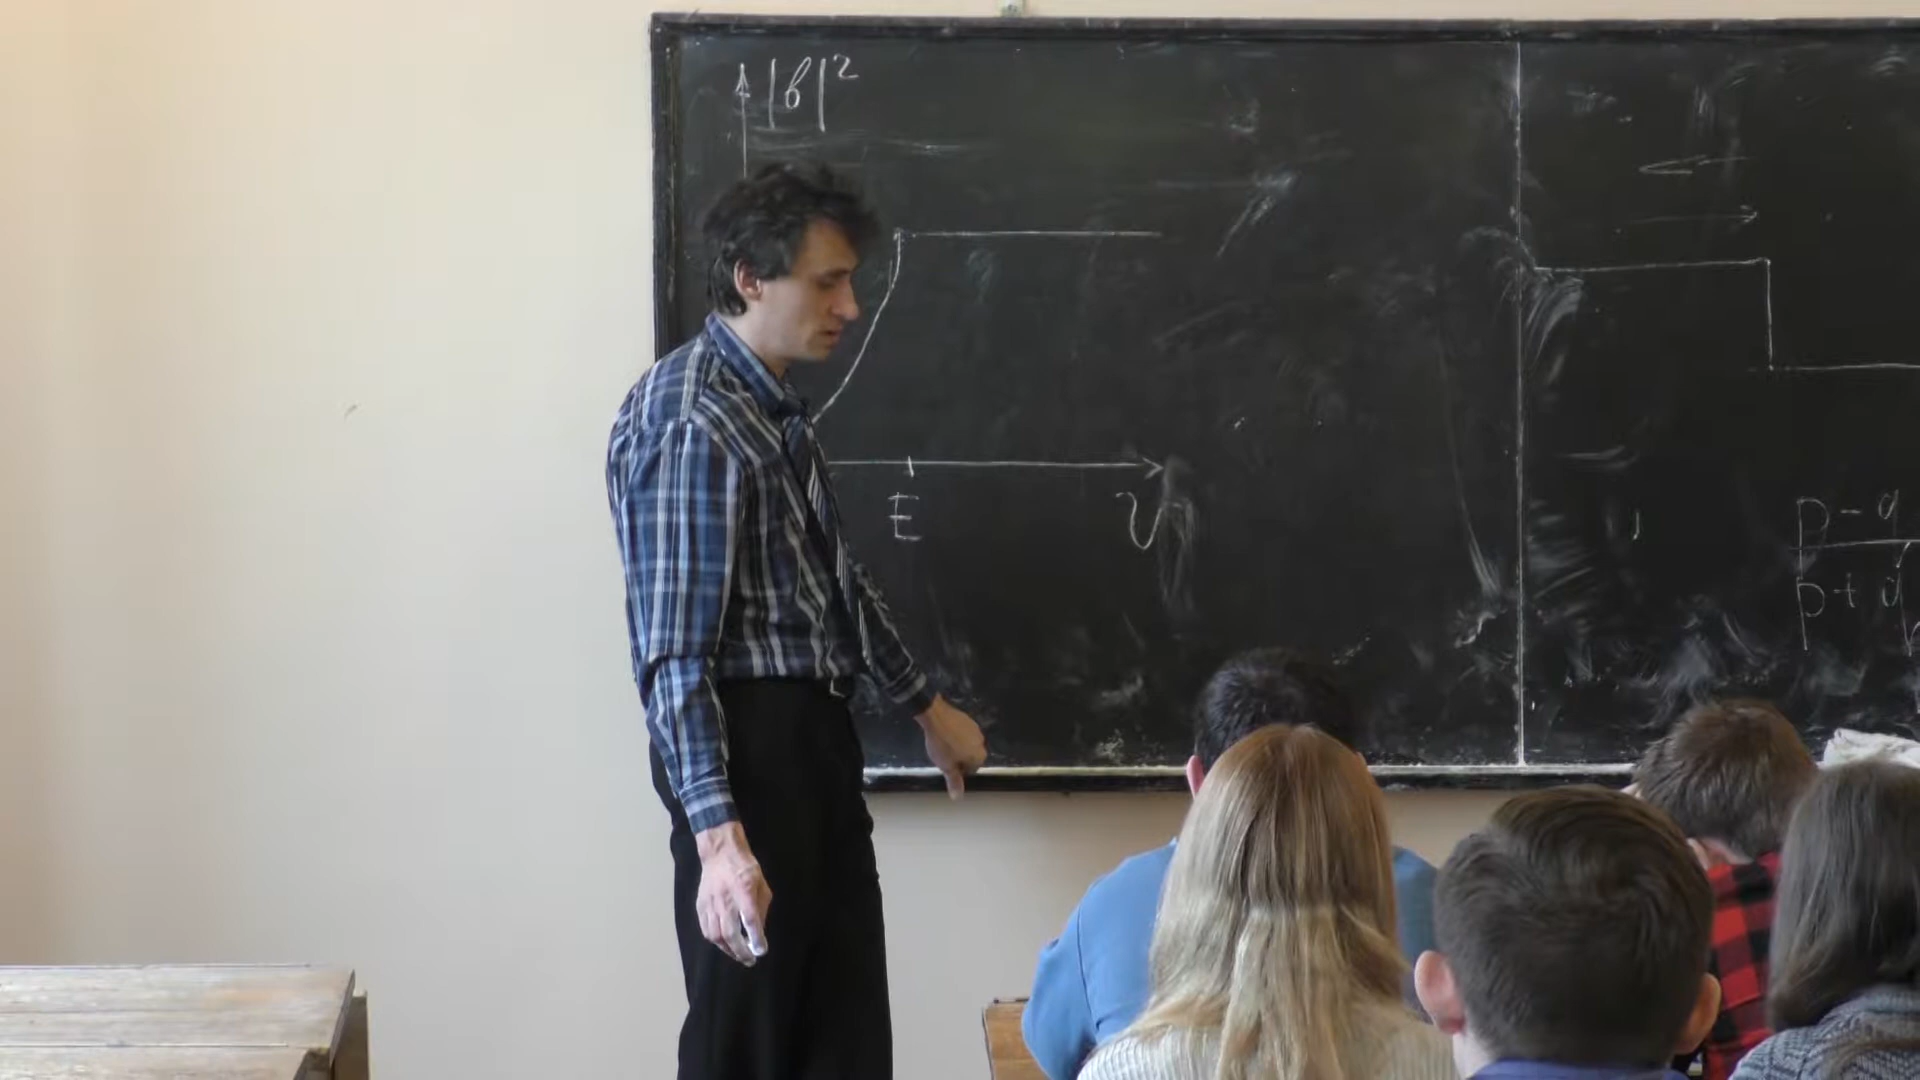 |b|²
E
U
p - q
p + q